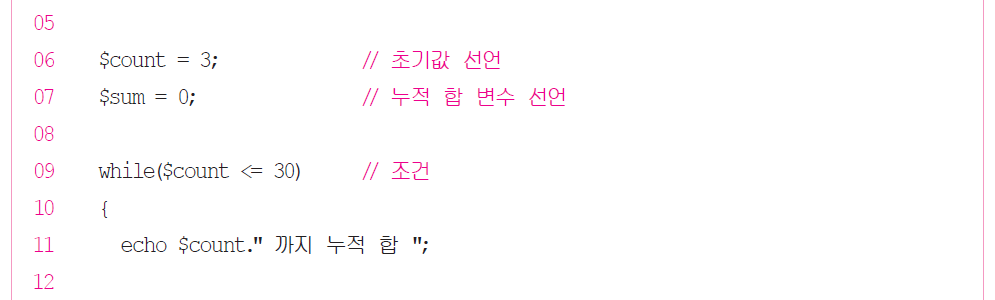 05
06 $count = 3; // 초기값 선언
07 $sum = 0; // 누적 합 변수 선언
08
09 while($count <= 30) // 조건
10 {
11 echo $count." 까지 누적 합 ";
12